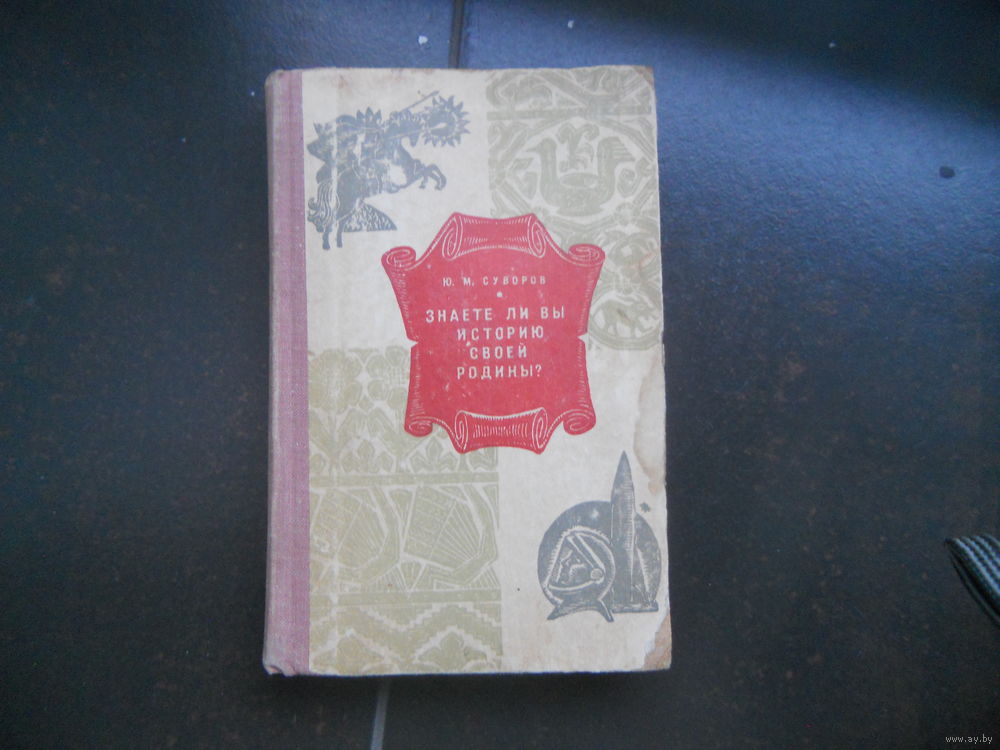 Ю. М. СУВОРОВ
ЗНАЕТЕ ЛИ ВЫ
ИСТОРИЮ
СВОЕЙ
РОДИНЫ?
www.ay.by